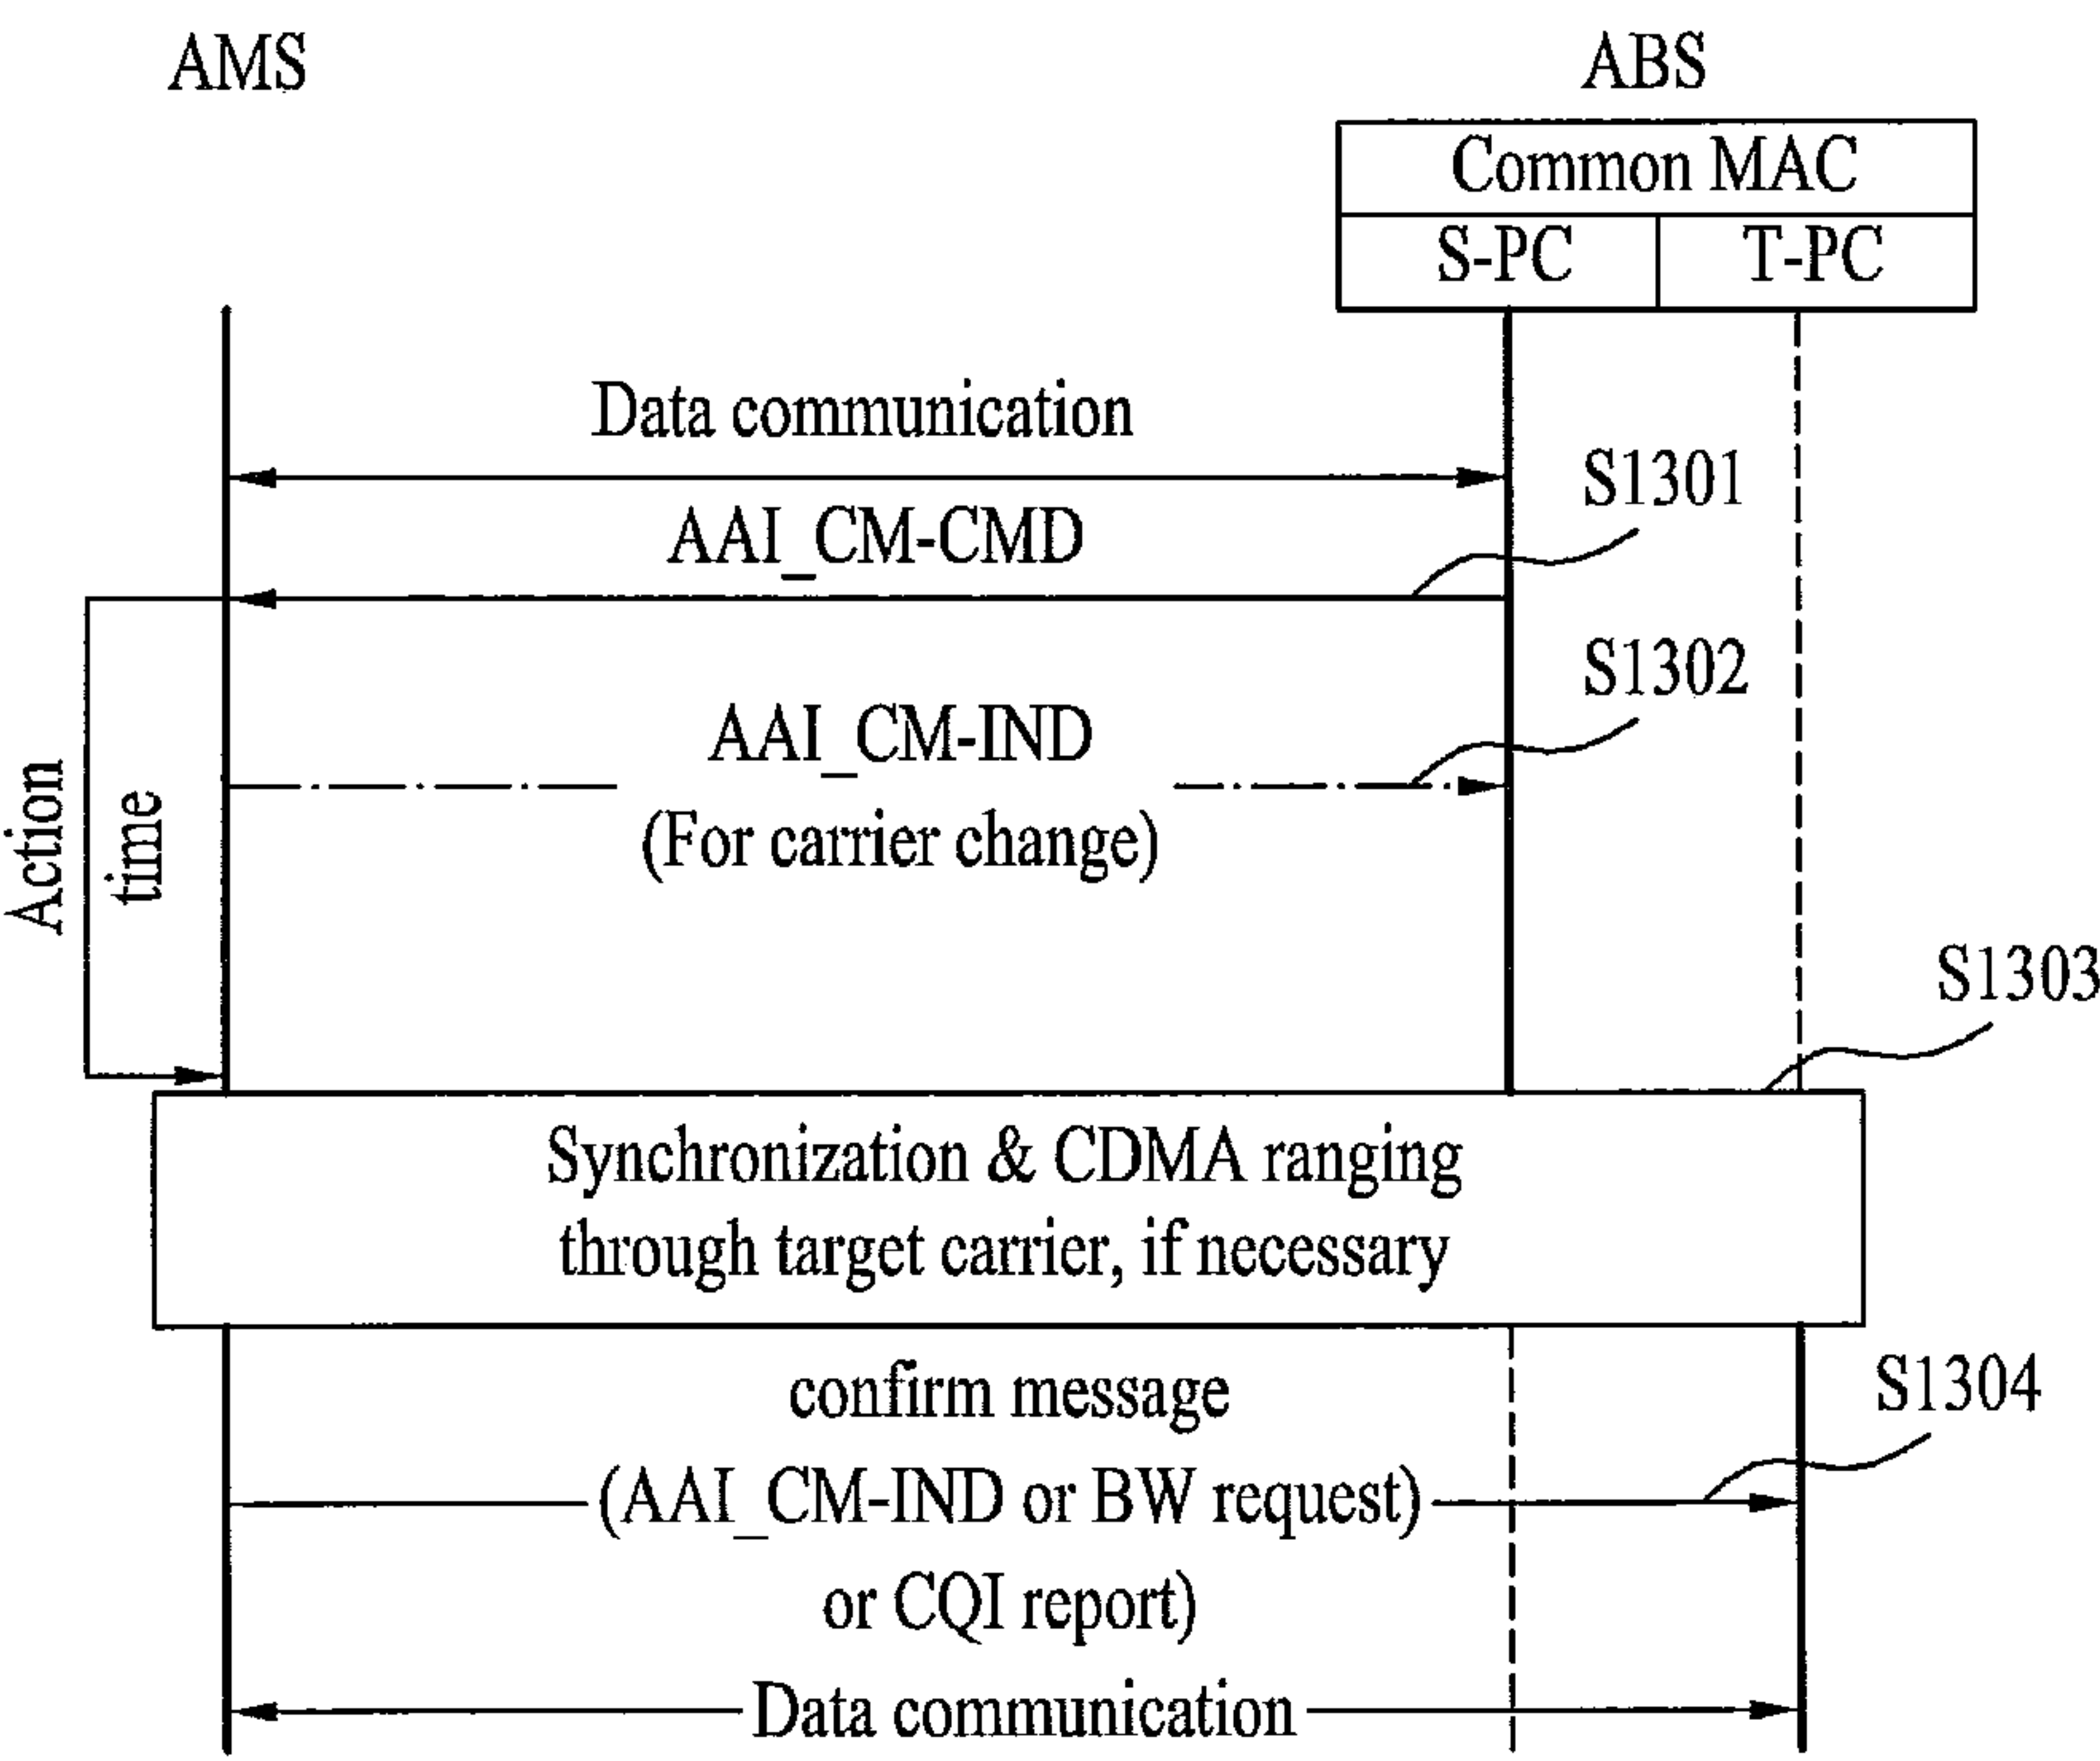 AMS
ABS
Common MAC
S-PC
T-PC
Data communication
S1301
AAI_CM-CMD
S1302
AAI_CM-IND
(For carrier change)
Action
time
S1303
Synchronization & CDMA ranging
through target carrier, if necessary
confirm message
S1304
(AAI_CM-IND or BW request)
or CQI report)
Data communication